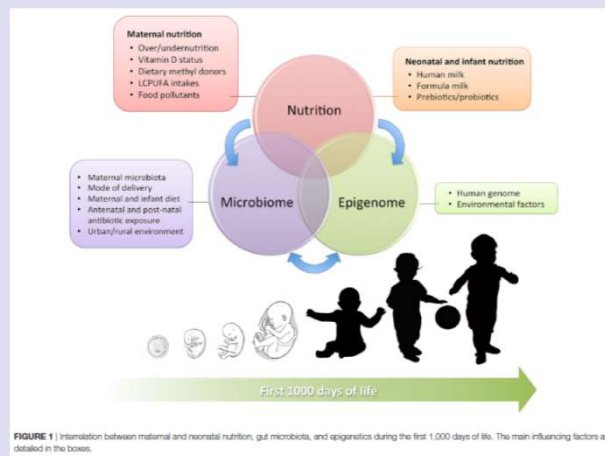 Maternal nutrition
• Over/undernutrition
• Vitamin D status
• Dietary methyl donors
• LCPUFA intakes
• Food pollutants
Neonatal and infant nutrition
• Human milk
• Formula milk
• Prebiotics/probiotics
Nutrition
• Maternal microbiota
• Mode of delivery
• Maternal and infant diet
• Antenatal and post-natal
antibiotic exposure
• Urban/rural environment
Microbiome
Epigenome
• Human genome
• Environmental factors
First 1000 days of life
FIGURE 1 | Interrelation between maternal and neonatal nutrition, gut microbiota, and epigenetics during the first 1,000 days of life. The main influencing factors a
detailed in the boxes.